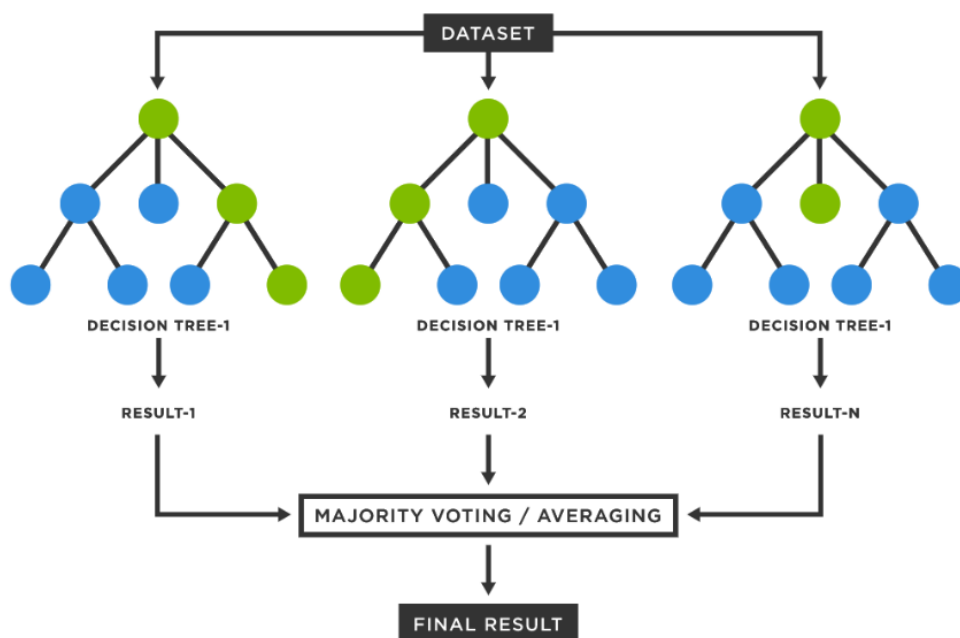 DATASET
DECISION TREE-1
DECISION TREE-1
DECISION TREE-1
RESULT-1
RESULT-2
RESULT-N
MAJORITY VOTING / AVERAGING
FINAL RESULT